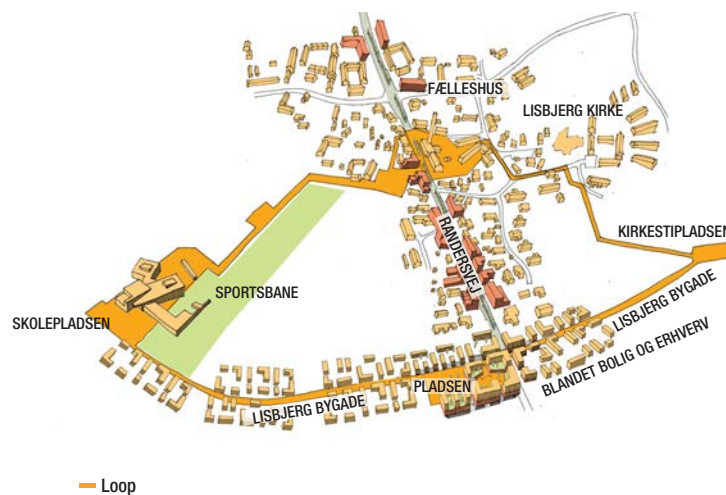 FÆLLESHUS
LISBJERG KIRKE
RANDERSVEJ
KIRKESTIPLADSEN
SPORTSBANE
SKOLEPLADSEN
LISBJERG BYGADE
PLADSEN
BLANDET BOLIG OG ERHVERV
LISBJERG BYGADE
Loop